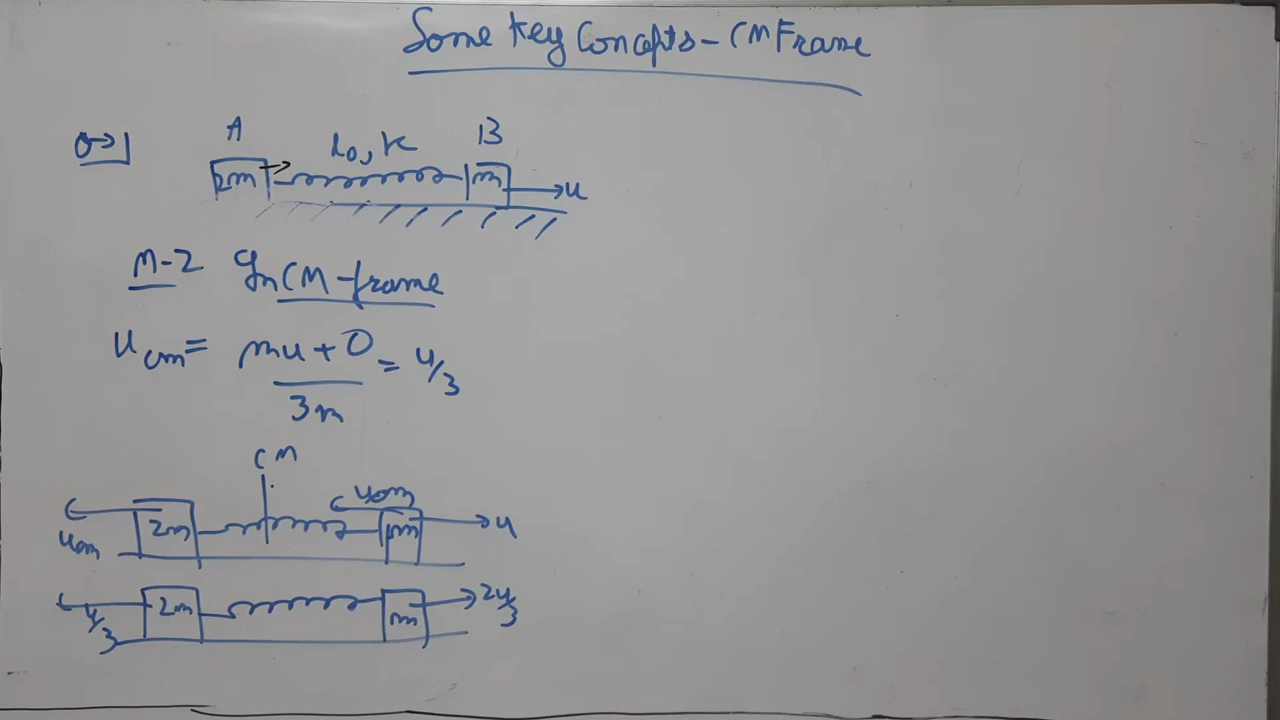 Some Key Concepts - CM Frame
Q→1
A B
2m l₀, k m → u
M-2 In CM-frame
u_cm = (mu + 0)/3m = u/3
CM
u_cm 2m u_cm m u
u/3 2m m 2u/3